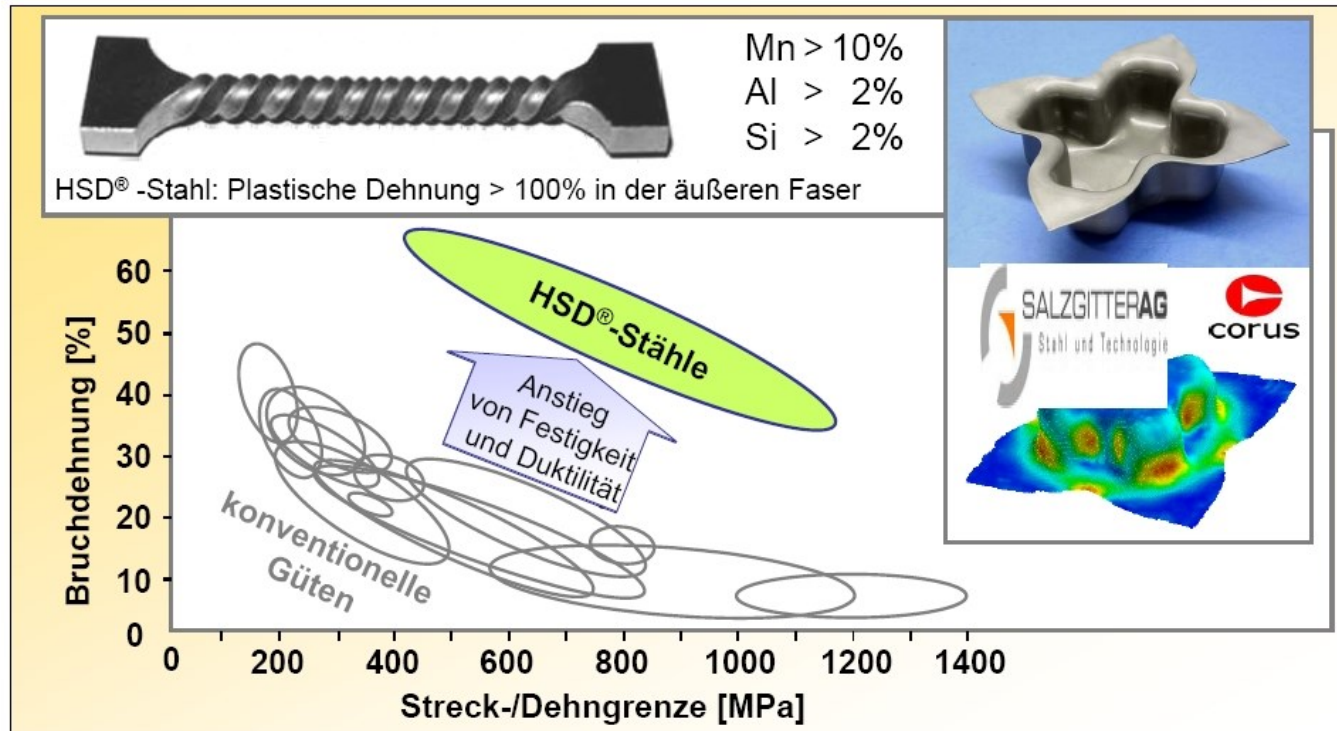 Mn > 10%
Al > 2%
Si > 2%
HSD® -Stahl: Plastische Dehnung > 100% in der äußeren Faser
SALZGITTERAG
Stahl und Technologie
corus
Bruchdehnung [%]
60
50
40
30
20
10
0
HSD®-Stähle
Anstieg
von Festigkeit
und Duktilität
konventionelle
Güten
0 200 400 600 800 1000 1200 1400
Streck-/Dehngrenze [MPa]